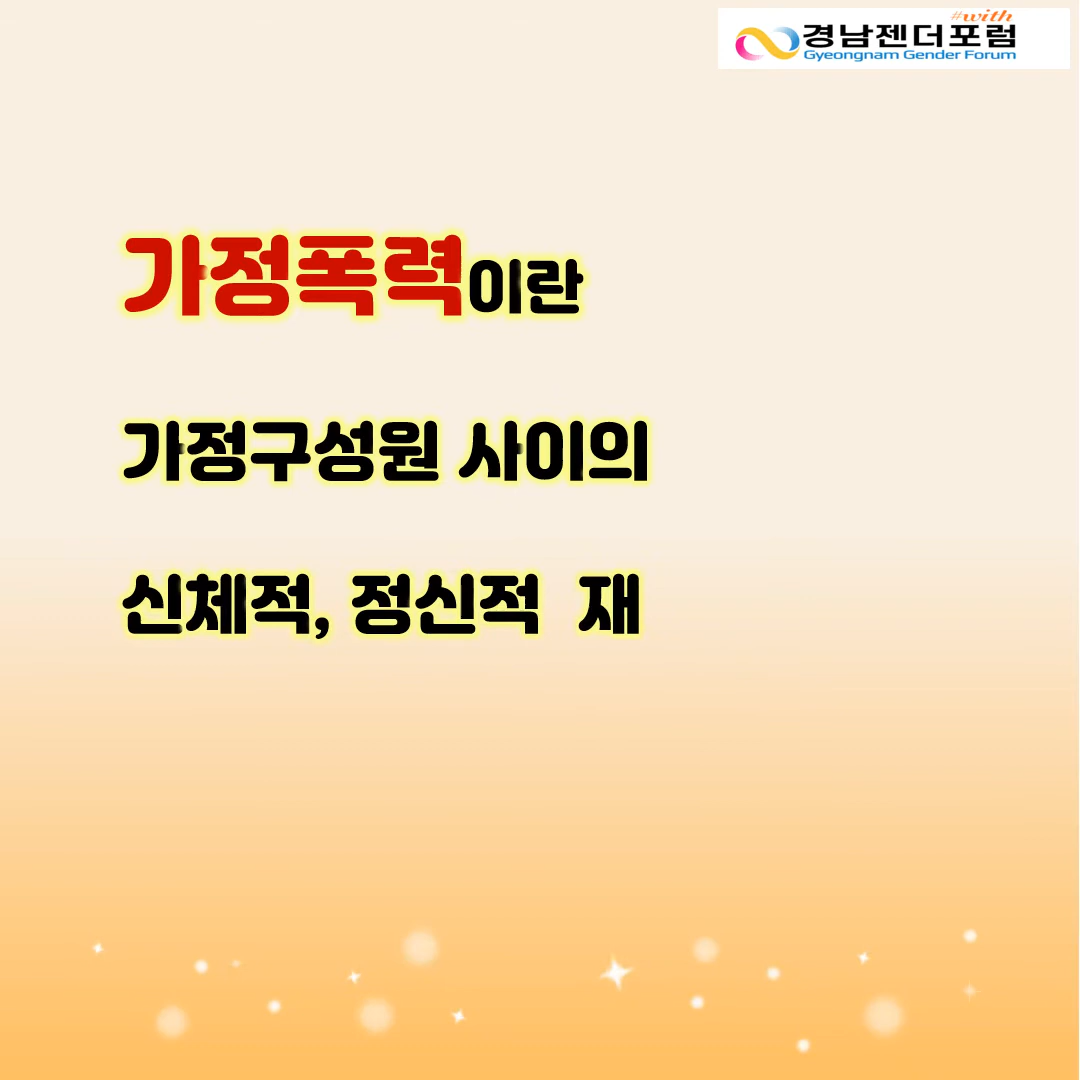 #with
경남젠더포럼
Gyeongnam Gender Forum
가정폭력이란
가정구성원 사이의
신체적, 정신적 재